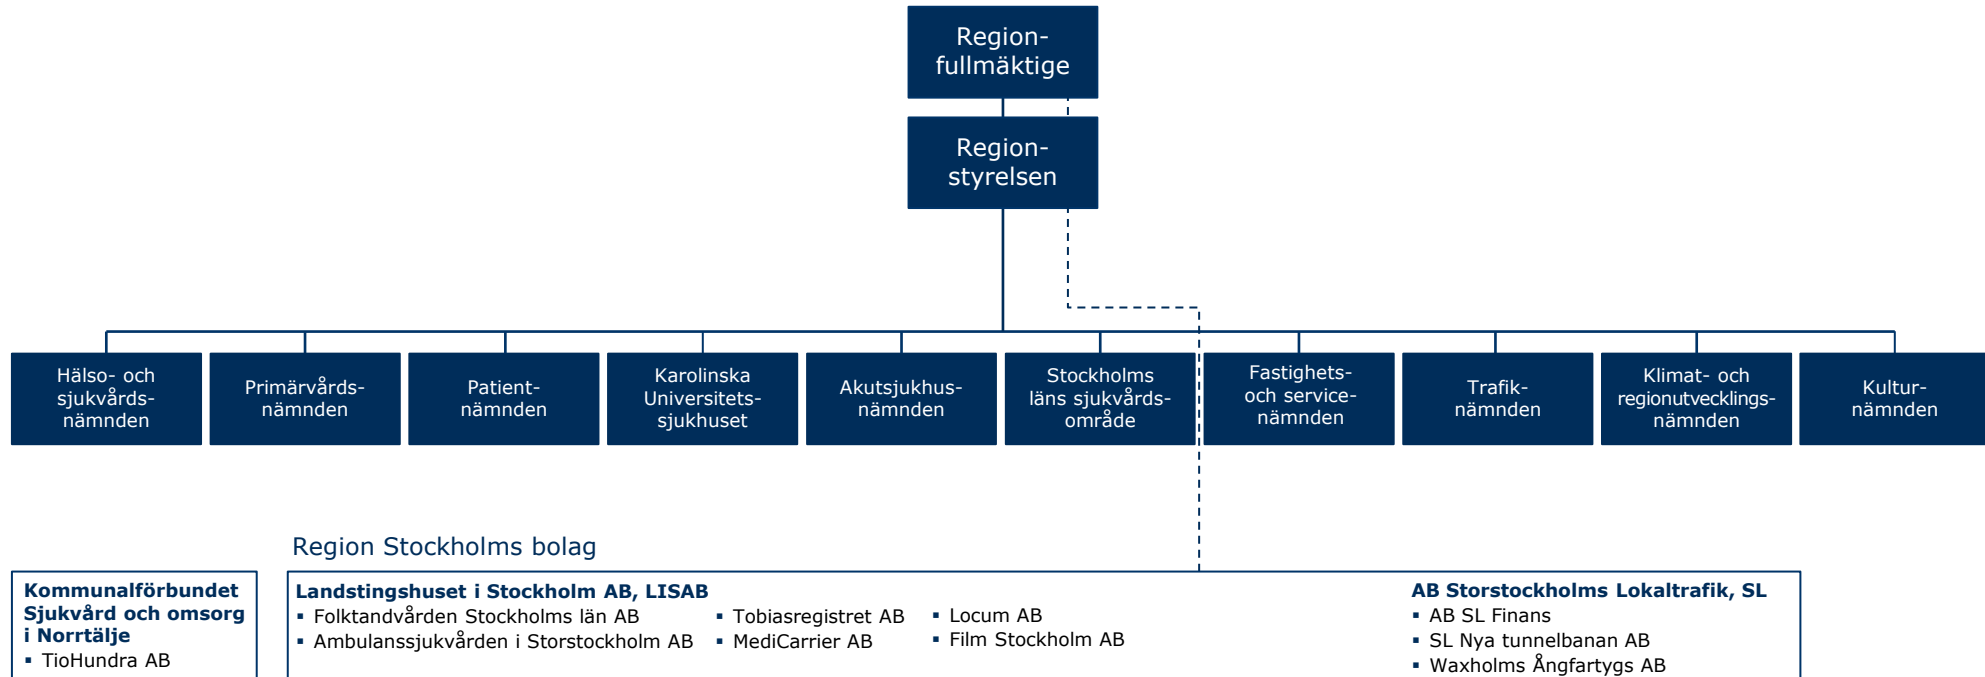 Region-
fullmäktige
Region-
styrelsen
Hälso- och
sjukvårds-
nämnden
Primärvårds-
nämnden
Patient-
nämnden
Karolinska
Universitets-
sjukhuset
Akutsjukhus-
nämnden
Stockholms
läns sjukvårds-
område
Fastighets-
och service-
nämnden
Trafik-
nämnden
Klimat- och
regionutvecklings-
nämnden
Kultur-
nämnden
Region Stockholms bolag
Kommunalförbundet
Sjukvård och omsorg
i Norrtälje
▪ TioHundra AB
Landstingshuset i Stockholm AB, LISAB
▪ Folktandvården Stockholms län AB
▪ Ambulanssjukvården i Storstockholm AB
▪ Tobiasregistret AB
▪ MediCarrier AB
▪ Locum AB
▪ Film Stockholm AB
AB Storstockholms Lokaltrafik, SL
▪ AB SL Finans
▪ SL Nya tunnelbanan AB
▪ Waxholms Ångfartygs AB